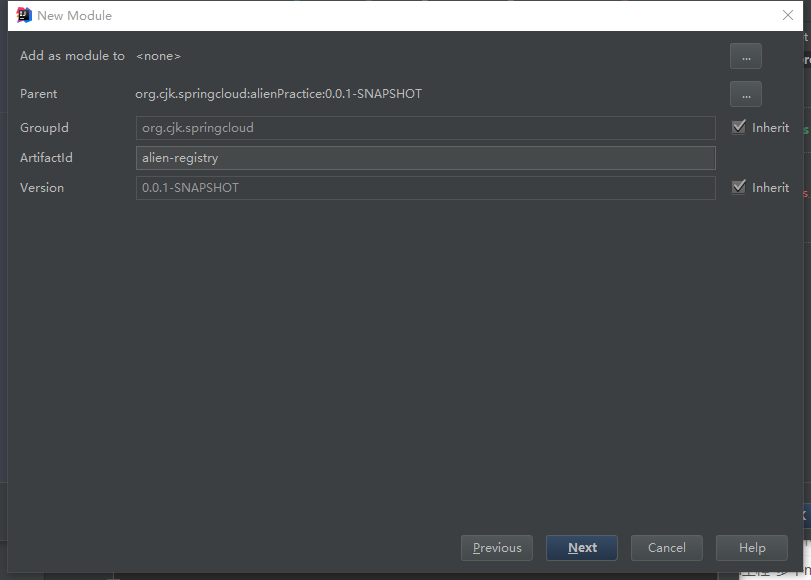 New Module
Add as module to <none>
...
Parent org.cjk.springcloud:alienPractice:0.0.1-SNAPSHOT
...
GroupId org.cjk.springcloud Inherit
ArtifactId alien-registry
Version 0.0.1-SNAPSHOT Inherit
Previous Next Cancel Help